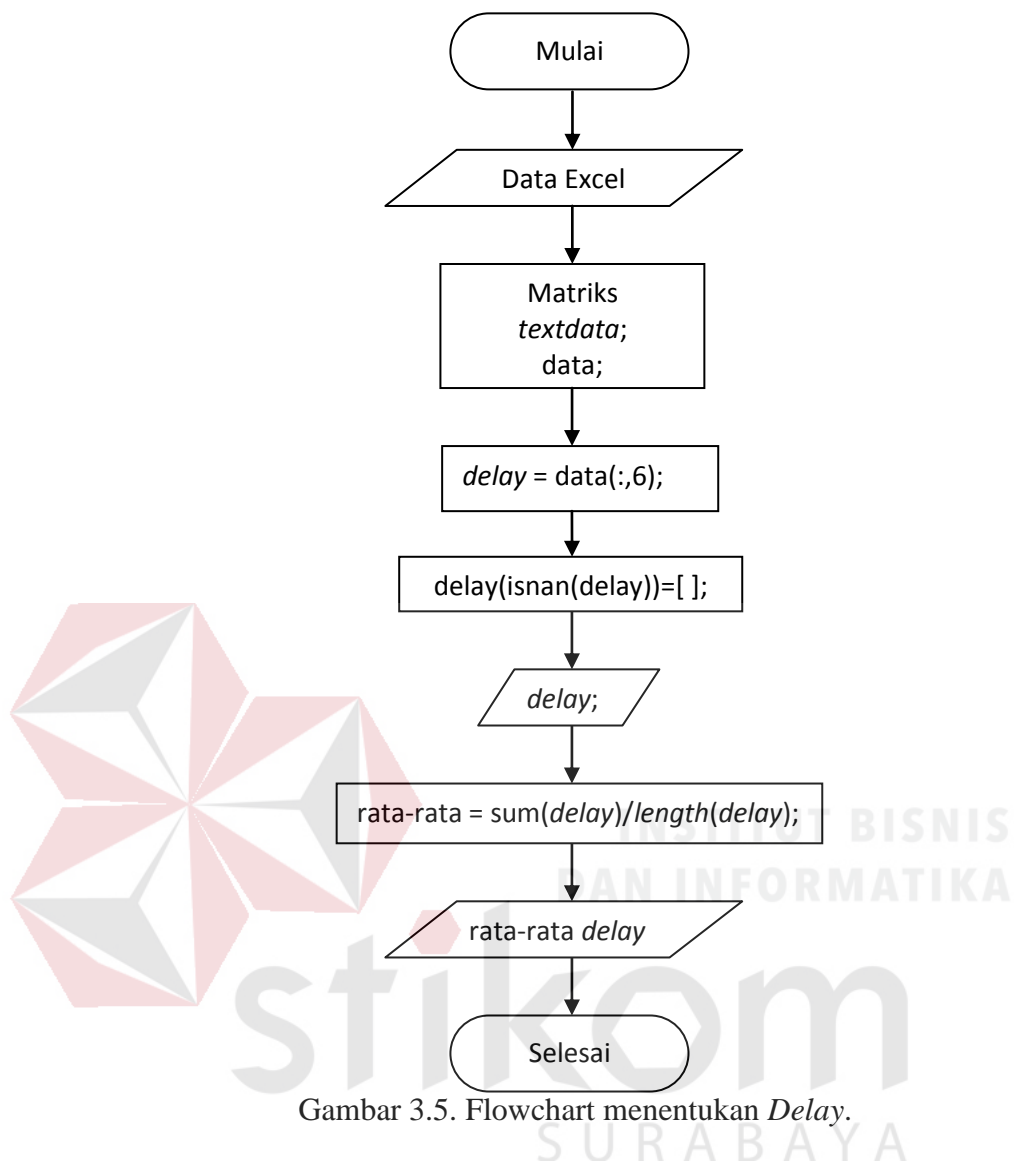 Mulai
Data Excel
Matriks
textdata;
data;
delay = data(:,6);
delay(isnan(delay))=[ ];
delay;
rata-rata = sum(delay)/length(delay);
INSTITUT BISNIS
DAN INFORMATIKA
rata-rata delay
stikom
Selesai
Gambar 3.5. Flowchart menentukan Delay.
SURABAYA